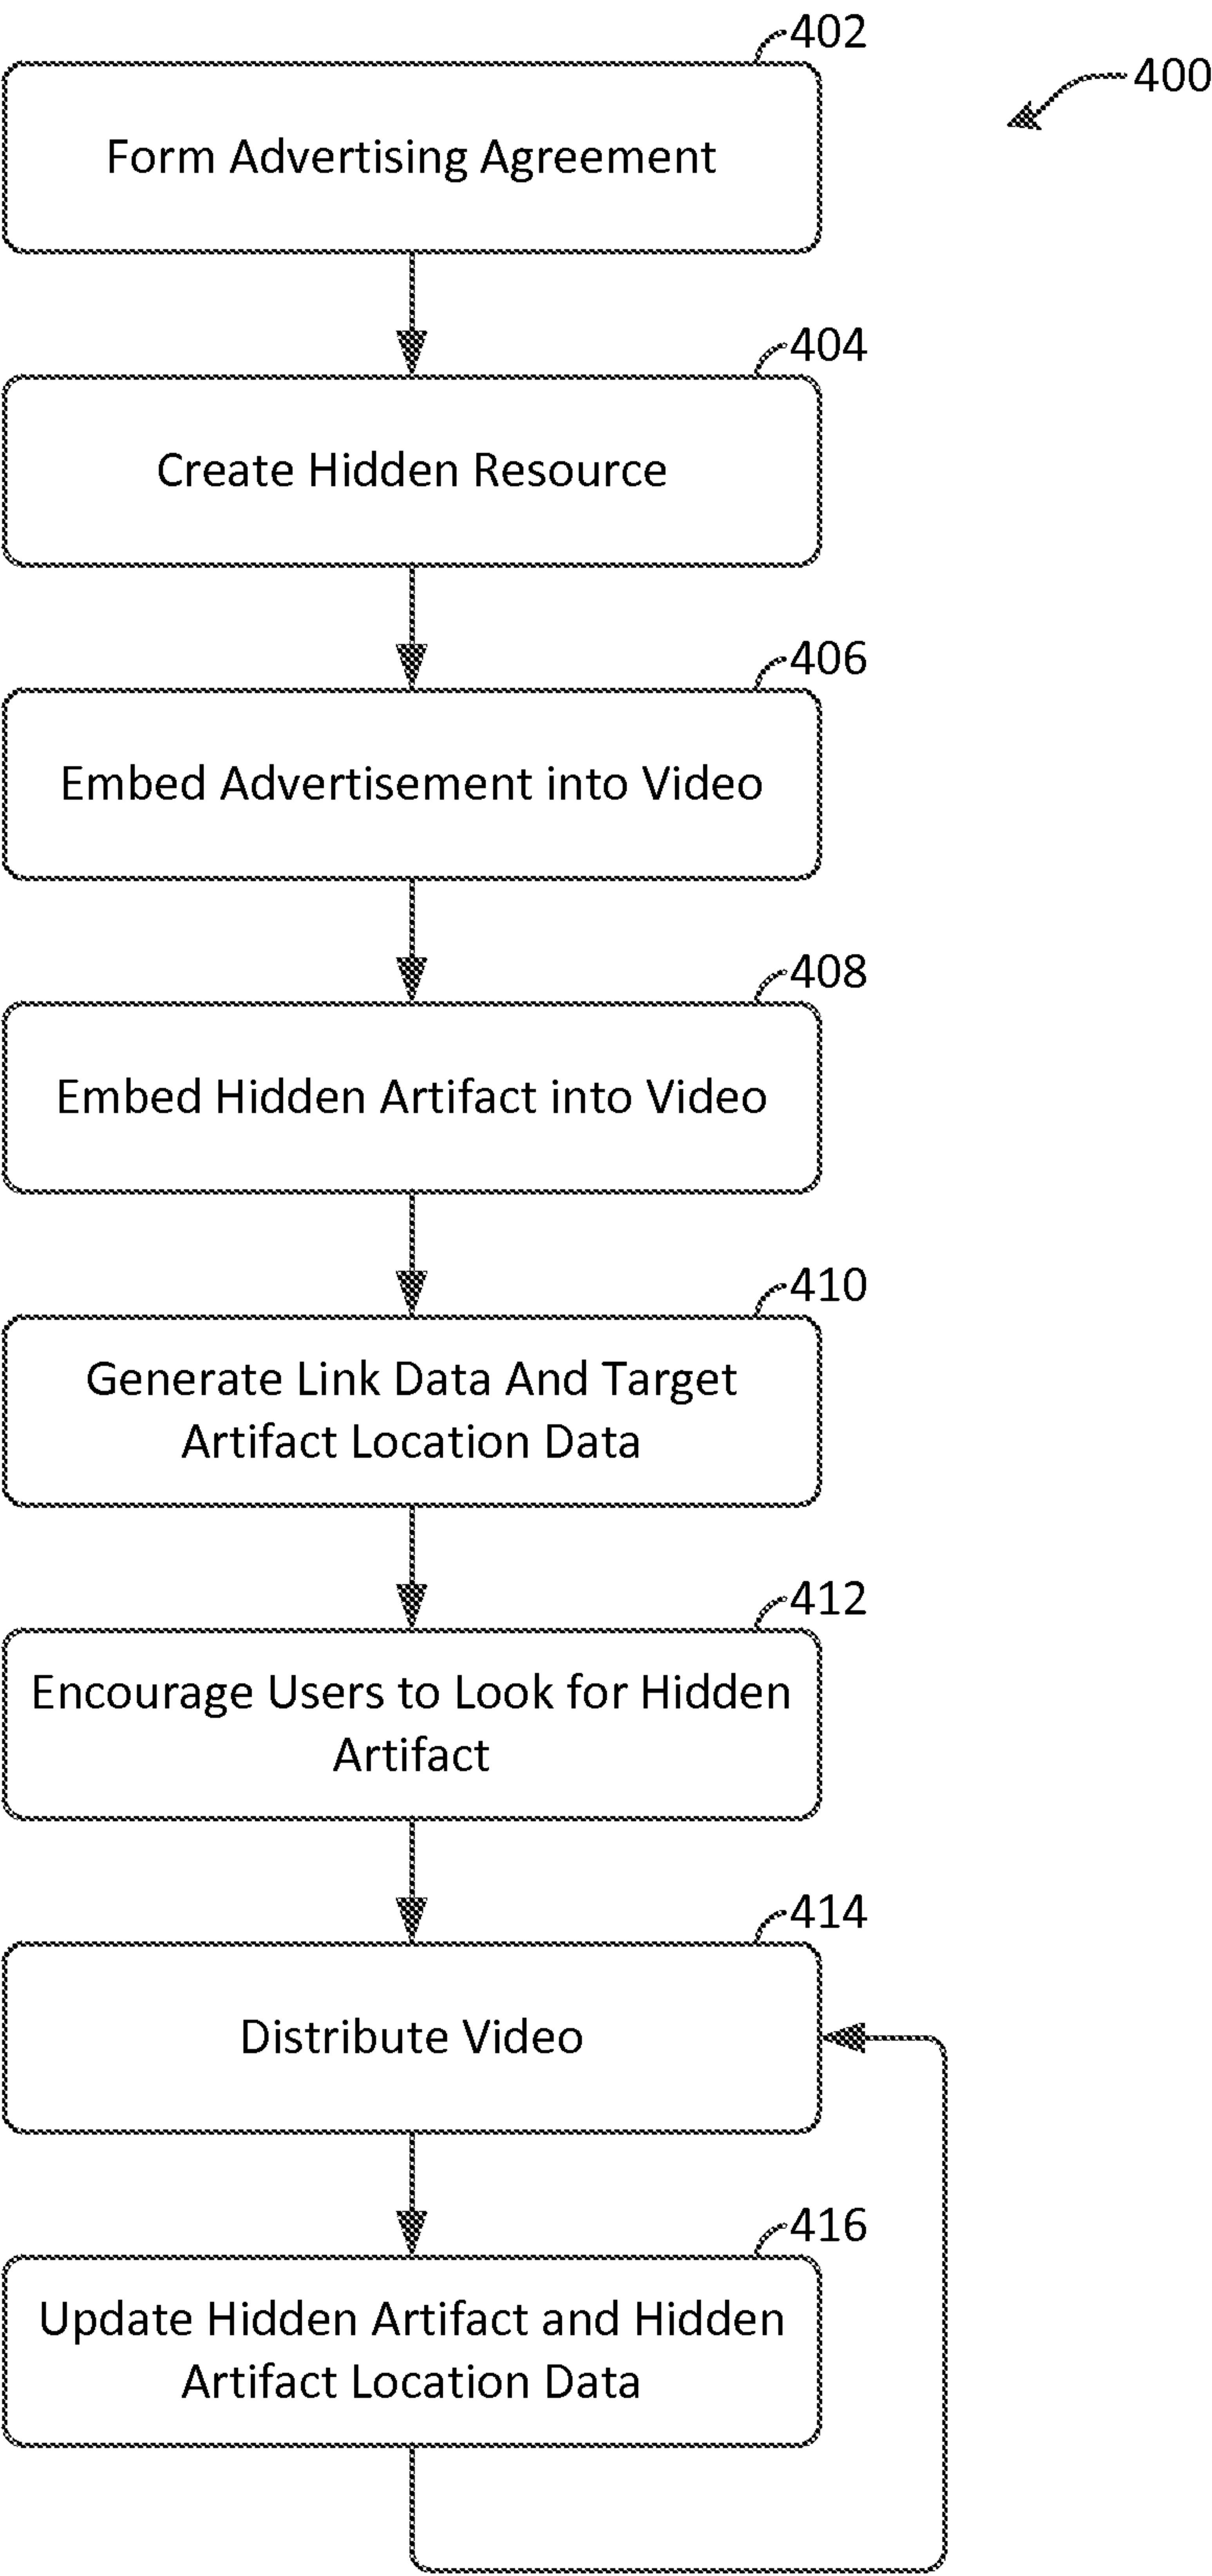 402
400
Form Advertising Agreement
404
Create Hidden Resource
406
Embed Advertisement into Video
408
Embed Hidden Artifact into Video
410
Generate Link Data And Target
Artifact Location Data
412
Encourage Users to Look for Hidden
Artifact
414
Distribute Video
416
Update Hidden Artifact and Hidden
Artifact Location Data